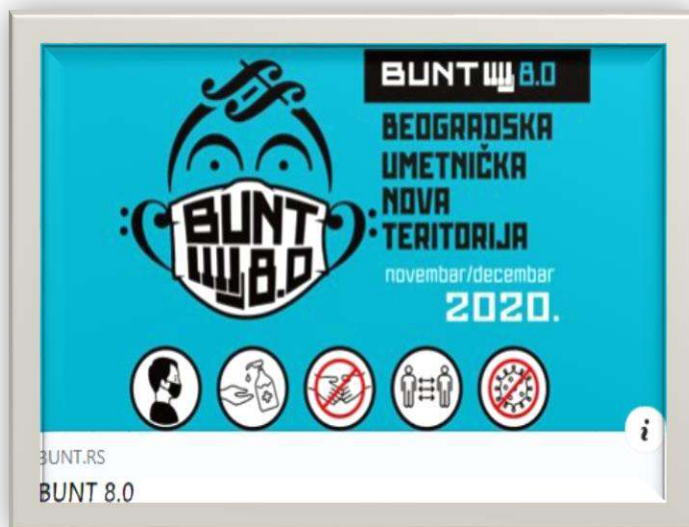 BUNT 8.0
BEOGRADSKA
UMETNIČKA
NOVA
TERITORIJA
novembar/decembar
2020.
BUNT
8.0
i
BUNT.RS
BUNT 8.0